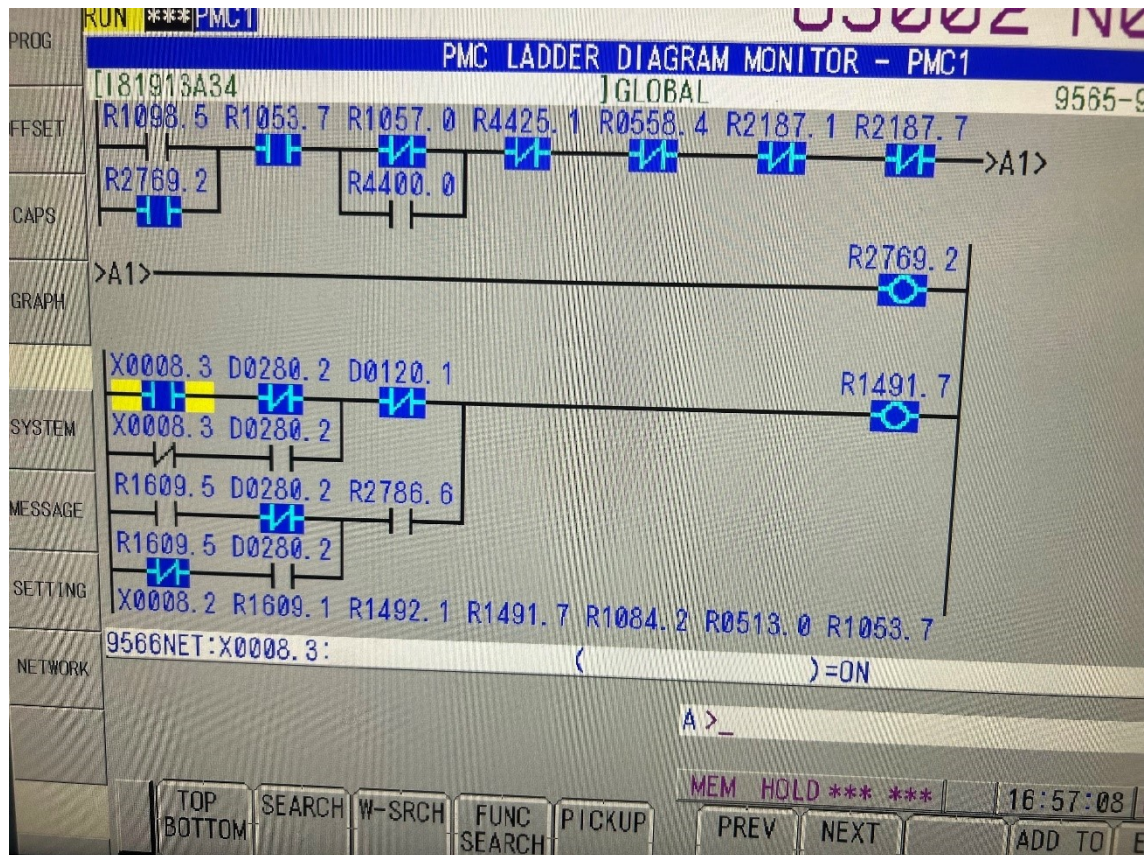 RUN *** PMC1
PMC LADDER DIAGRAM MONITOR - PMC1
[I81913A34 ]GLOBAL 9565-9
R1098.5 R1053.7 R1057.0 R4425.1 R0558.4 R2187.1 R2187.7
>A1>
R2769.2 R4400.0
R2769.2
>A1>
X0008.3 D0280.2 D0120.1 R1491.7
X0008.3 D0280.2
R1609.5 D0280.2 R2786.6
R1609.5 D0280.2
X0008.2 R1609.1 R1492.1 R1491.7 R1084.2 R0513.0 R1053.7
9566NET:X0008.3: ( )=ON
A >_
MEM HOLD *** *** 16:57:08
TOP BOTTOM
SEARCH
W-SRCH
FUNC SEARCH
PICKUP
PREV
NEXT
ADD TO
PROG
OFFSET
CAPS
GRAPH
SYSTEM
MESSAGE
SETTING
NETWORK